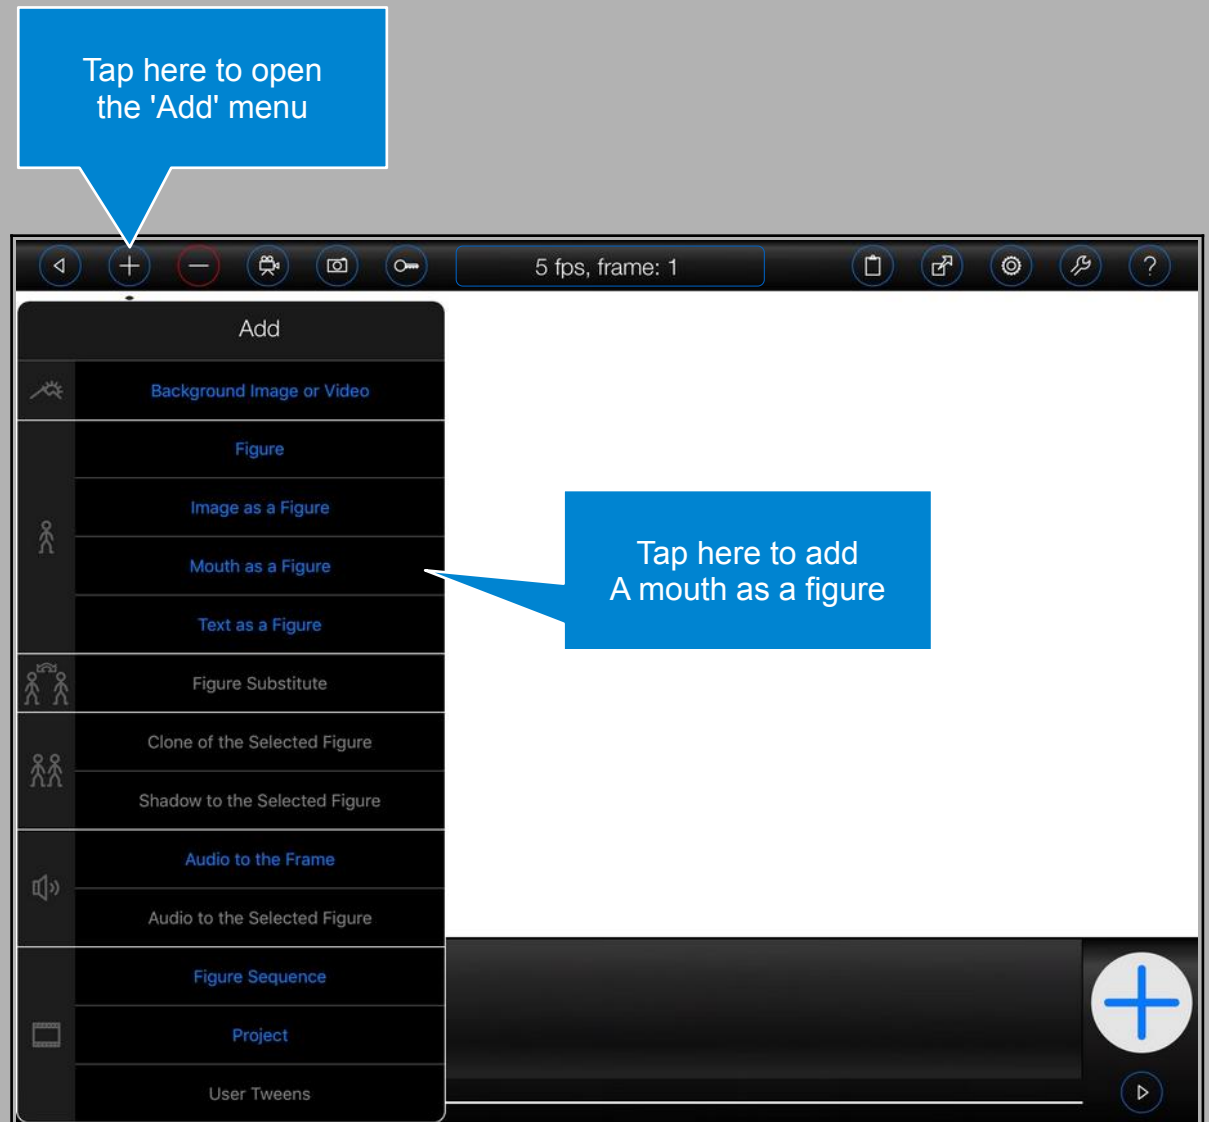 Tap here to open
the 'Add' menu
5 fps, frame: 1
?
Add
Background Image or Video
Figure
Image as a Figure
Mouth as a Figure
Tap here to add
A mouth as a figure
Text as a Figure
Figure Substitute
Clone of the Selected Figure
Shadow to the Selected Figure
Audio to the Frame
Audio to the Selected Figure
Figure Sequence
Project
User Tweens